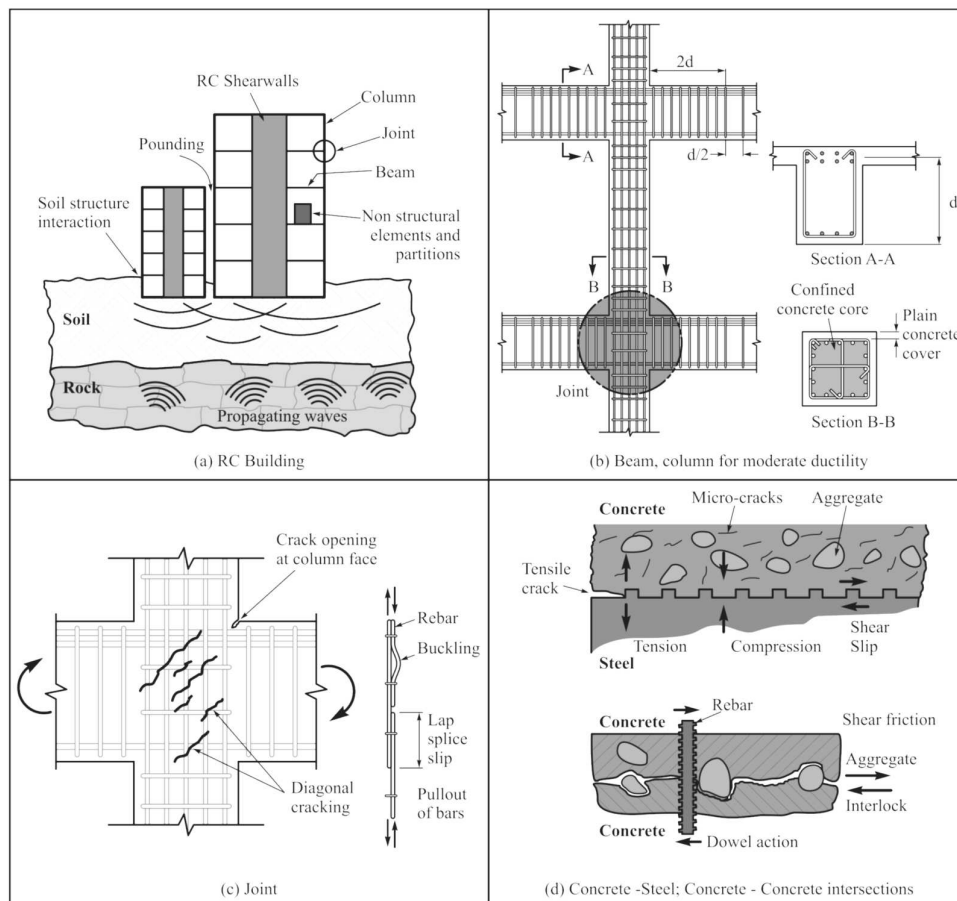 RC Shearwalls
Column
Joint
Pounding
Beam
Soil structure
interaction
Non structural
elements and
partitions
Soil
Rock
Propagating waves
(a) RC Building
A
2d
A
d/2
d
Section A-A
B
B
Confined
concrete core
Plain
concrete
cover
Joint
Section B-B
(b) Beam, column for moderate ductility
Crack opening
at column face
Rebar
Buckling
Lap
splice
slip
Diagonal
cracking
Pullout
of bars
(c) Joint
Micro-cracks
Aggregate
Concrete
Tensile
crack
Tension
Compression
Shear
Slip
Steel
Rebar
Concrete
Shear friction
Aggregate
Interlock
Concrete
Dowel action
(d) Concrete -Steel; Concrete - Concrete intersections